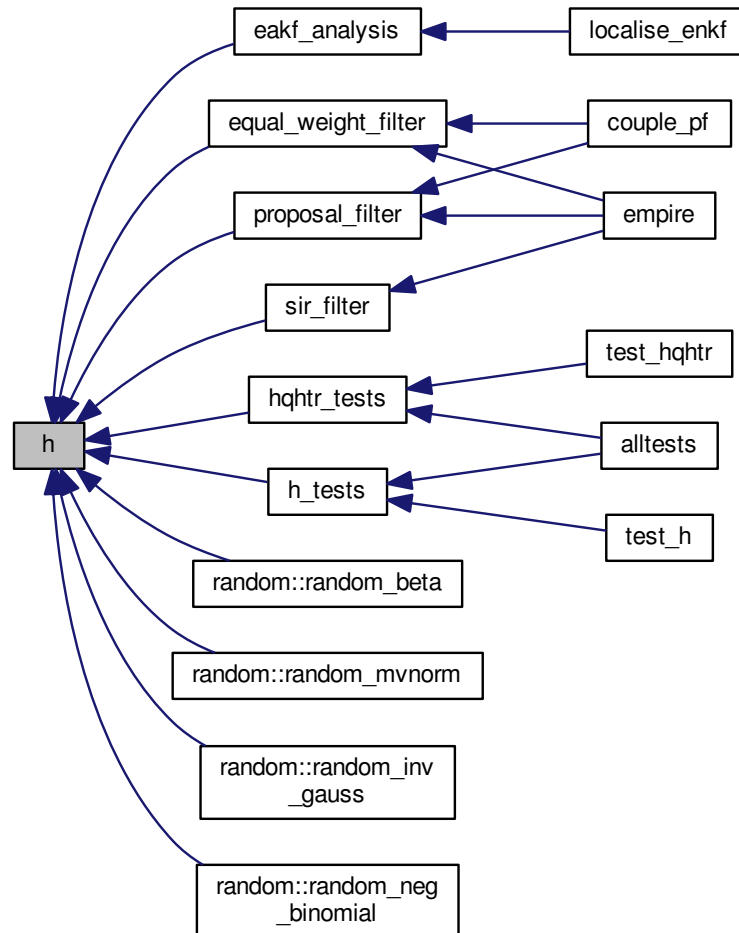 eakf_analysis
localise_enkf
equal_weight_filter
couple_pf
proposal_filter
empire
sir_filter
test_hqhtr
hqhtr_tests
alltests
h
h_tests
test_h
random::random_beta
random::random_mvnorm
random::random_inv
_gauss
random::random_neg
_binomial